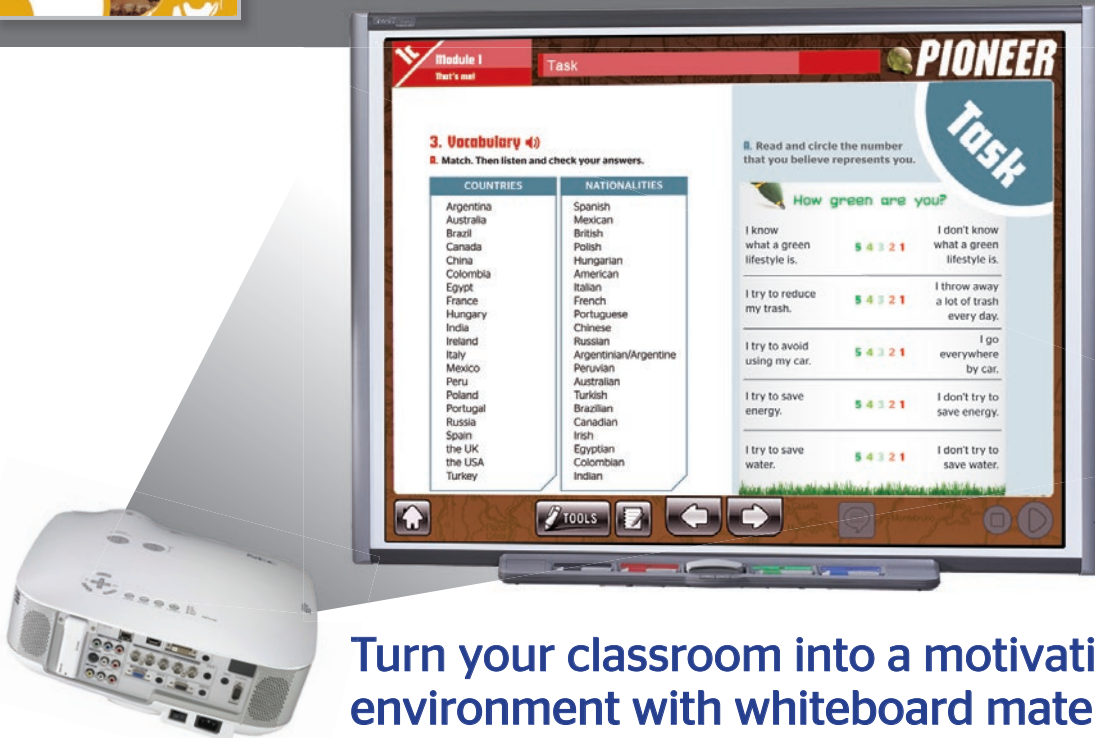 1c
Module 1
That's me!
Task
PIONEER
3. Vocabulary
A. Match. Then listen and check your answers.
COUNTRIES
Argentina
Australia
Brazil
Canada
China
Colombia
Egypt
France
Hungary
India
Ireland
Italy
Mexico
Peru
Poland
Portugal
Russia
Spain
the UK
the USA
Turkey
NATIONALITIES
Spanish
Mexican
British
Polish
Hungarian
American
Italian
French
Portuguese
Chinese
Russian
Argentinian/Argentine
Peruvian
Australian
Turkish
Brazilian
Canadian
Irish
Egyptian
Colombian
Indian
Task
A. Read and circle the number
that you believe represents you.
How green are you?
I know
what a green
lifestyle is.
5 4 3 2 1
I don't know
what a green
lifestyle is.
I try to reduce
my trash.
5 4 3 2 1
I throw away
a lot of trash
every day.
I try to avoid
using my car.
5 4 3 2 1
I go
everywhere
by car.
I try to save
energy.
5 4 3 2 1
I don't try to
save energy.
I try to save
water.
5 4 3 2 1
I don't try to
save water.
TOOLS
Turn your classroom into a motivati
environment with whiteboard mate